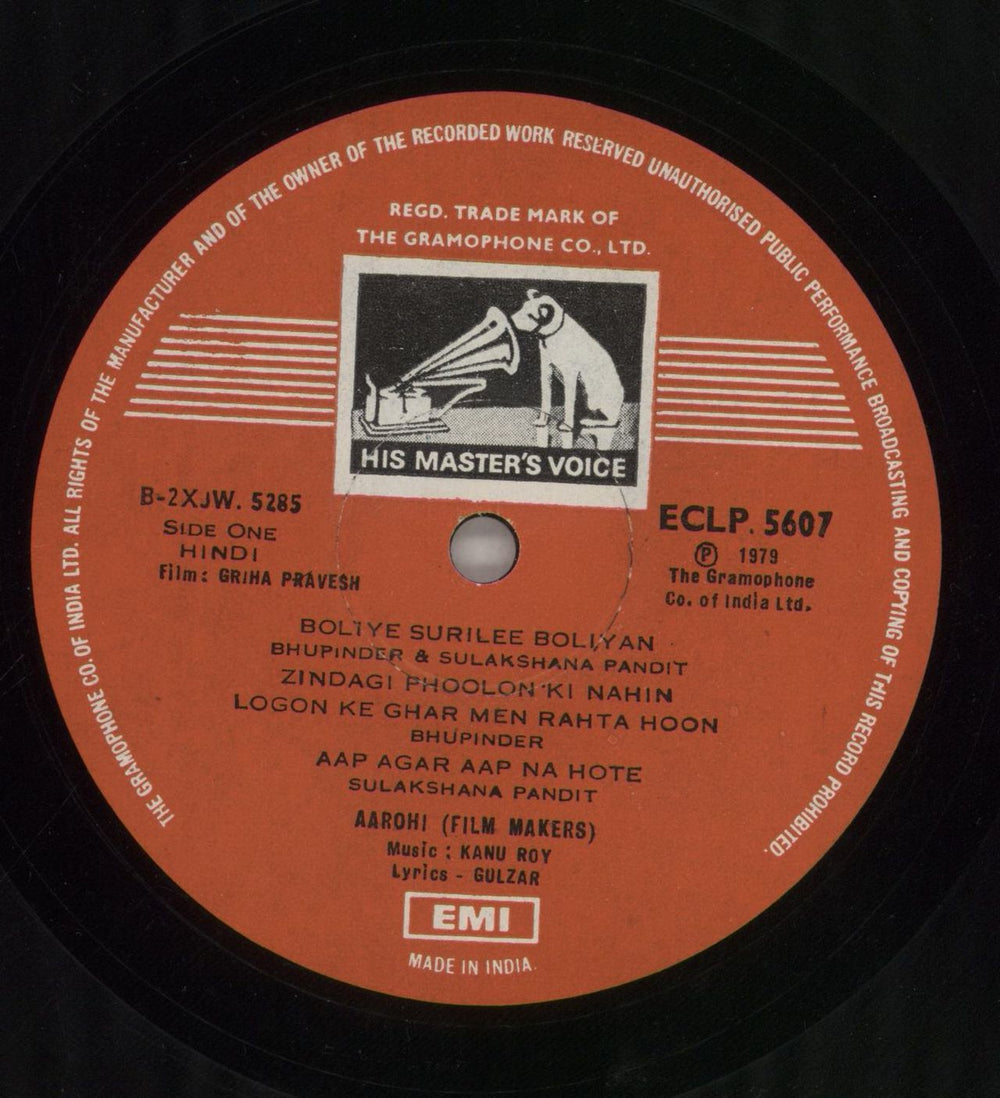 THE GRAMOPHONE CO. OF INDIA LTD. ALL RIGHTS OF THE MANUFACTURER AND OF THE OWNER OF THE RECORDED WORK RESERVED UNAUTHORISED PUBLIC PERFORMANCE BROADCASTING AND COPYING OF THIS RECORD PROHIBITED.
REGD. TRADE MARK OF
THE GRAMOPHONE CO., LTD.
HIS MASTER'S VOICE
B-2XJW. 5285
SIDE ONE
HINDI
Film: GRIHA PRAVESH
ECLP. 5607
Ⓟ 1979
The Gramophone
Co. of India Ltd.
BOLIYE SURILEE BOLIYAN
BHUPINDER & SULAKSHANA PANDIT
ZINDAGI PHOOLON KI NAHIN
LOGON KE GHAR MEN RAHTA HOON
BHUPINDER
AAP AGAR AAP NA HOTE
SULAKSHANA PANDIT
AAROHI (FILM MAKERS)
Music : KANU ROY
Lyrics - GULZAR
EMI
MADE IN INDIA.